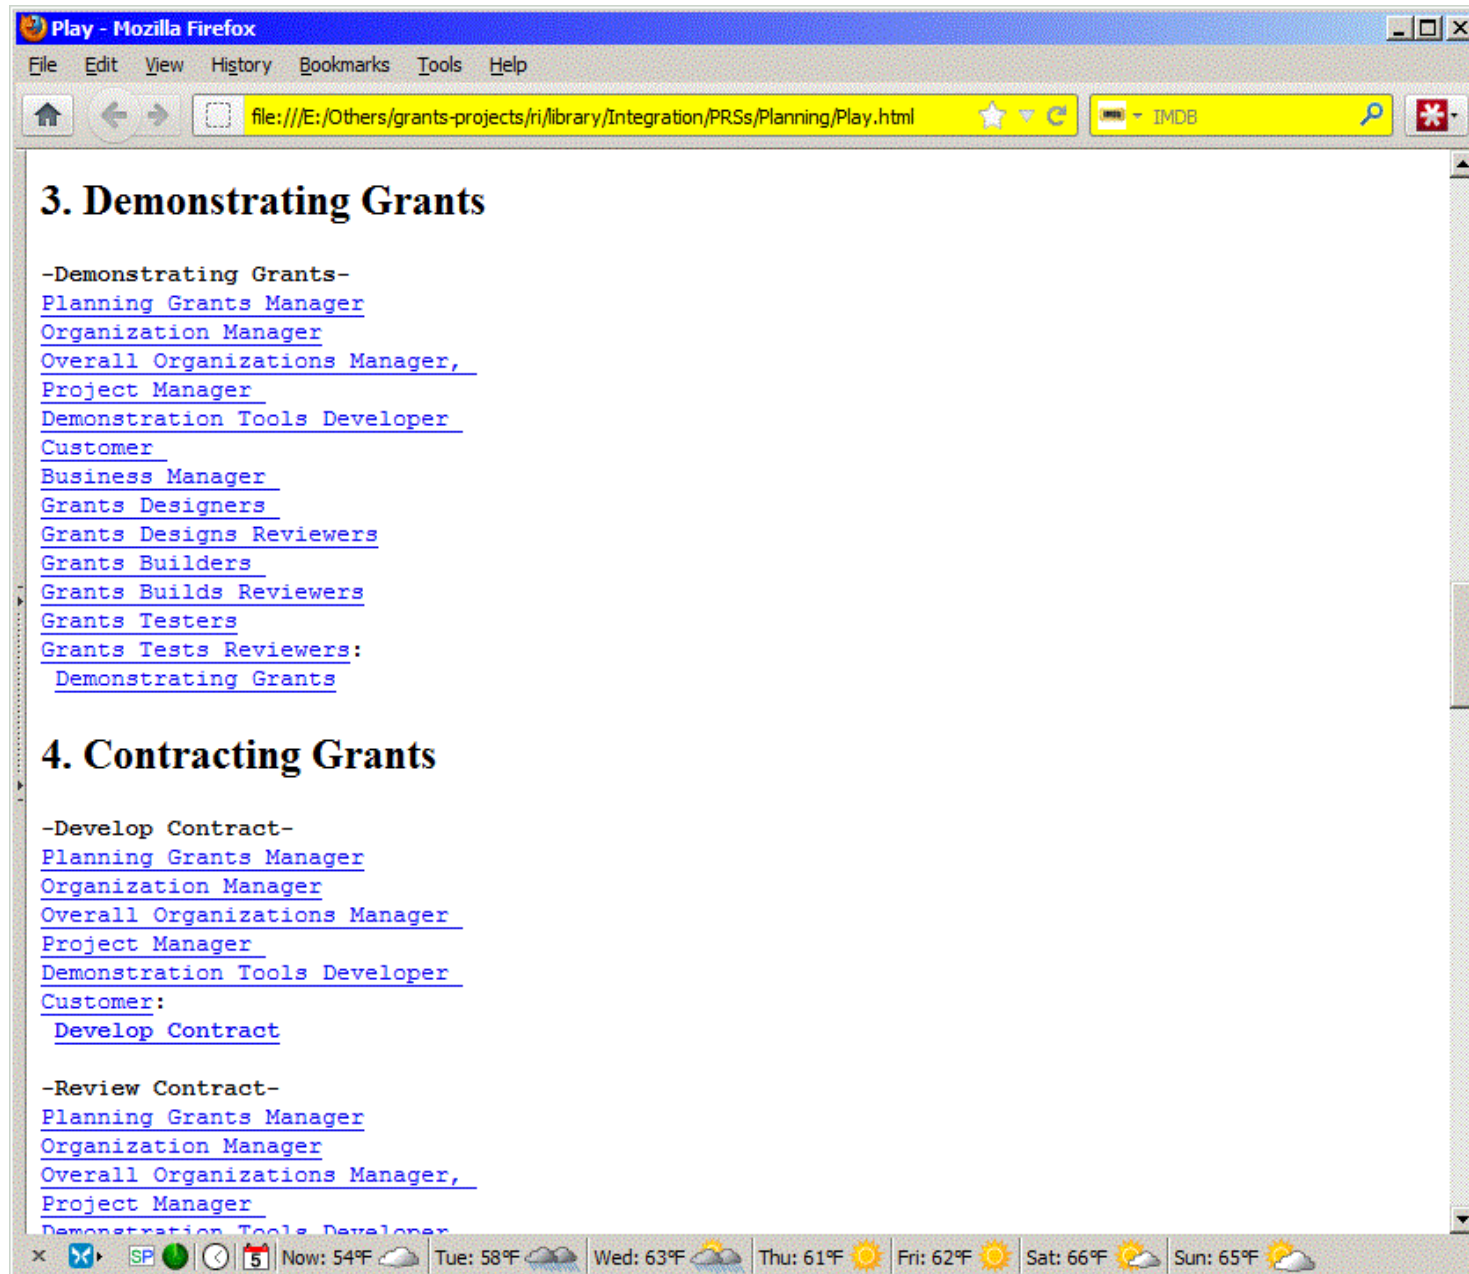 Play - Mozilla Firefox
File Edit View History Bookmarks Tools Help
file:///E:/Others/grants-projects/ri/library/Integration/PRSs/Planning/Play.html IMDB
3. Demonstrating Grants
-Demonstrating Grants-
Planning Grants Manager
Organization Manager
Overall Organizations Manager,
Project Manager
Demonstration Tools Developer
Customer
Business Manager
Grants Designers
Grants Designs Reviewers
Grants Builders
Grants Builds Reviewers
Grants Testers
Grants Tests Reviewers:
Demonstrating Grants
4. Contracting Grants
-Develop Contract-
Planning Grants Manager
Organization Manager
Overall Organizations Manager
Project Manager
Demonstration Tools Developer
Customer:
Develop Contract
-Review Contract-
Planning Grants Manager
Organization Manager
Overall Organizations Manager,
Project Manager
Demonstration Tools Developer
SP 5 Now: 54°F Tue: 58°F Wed: 63°F Thu: 61°F Fri: 62°F Sat: 66°F Sun: 65°F